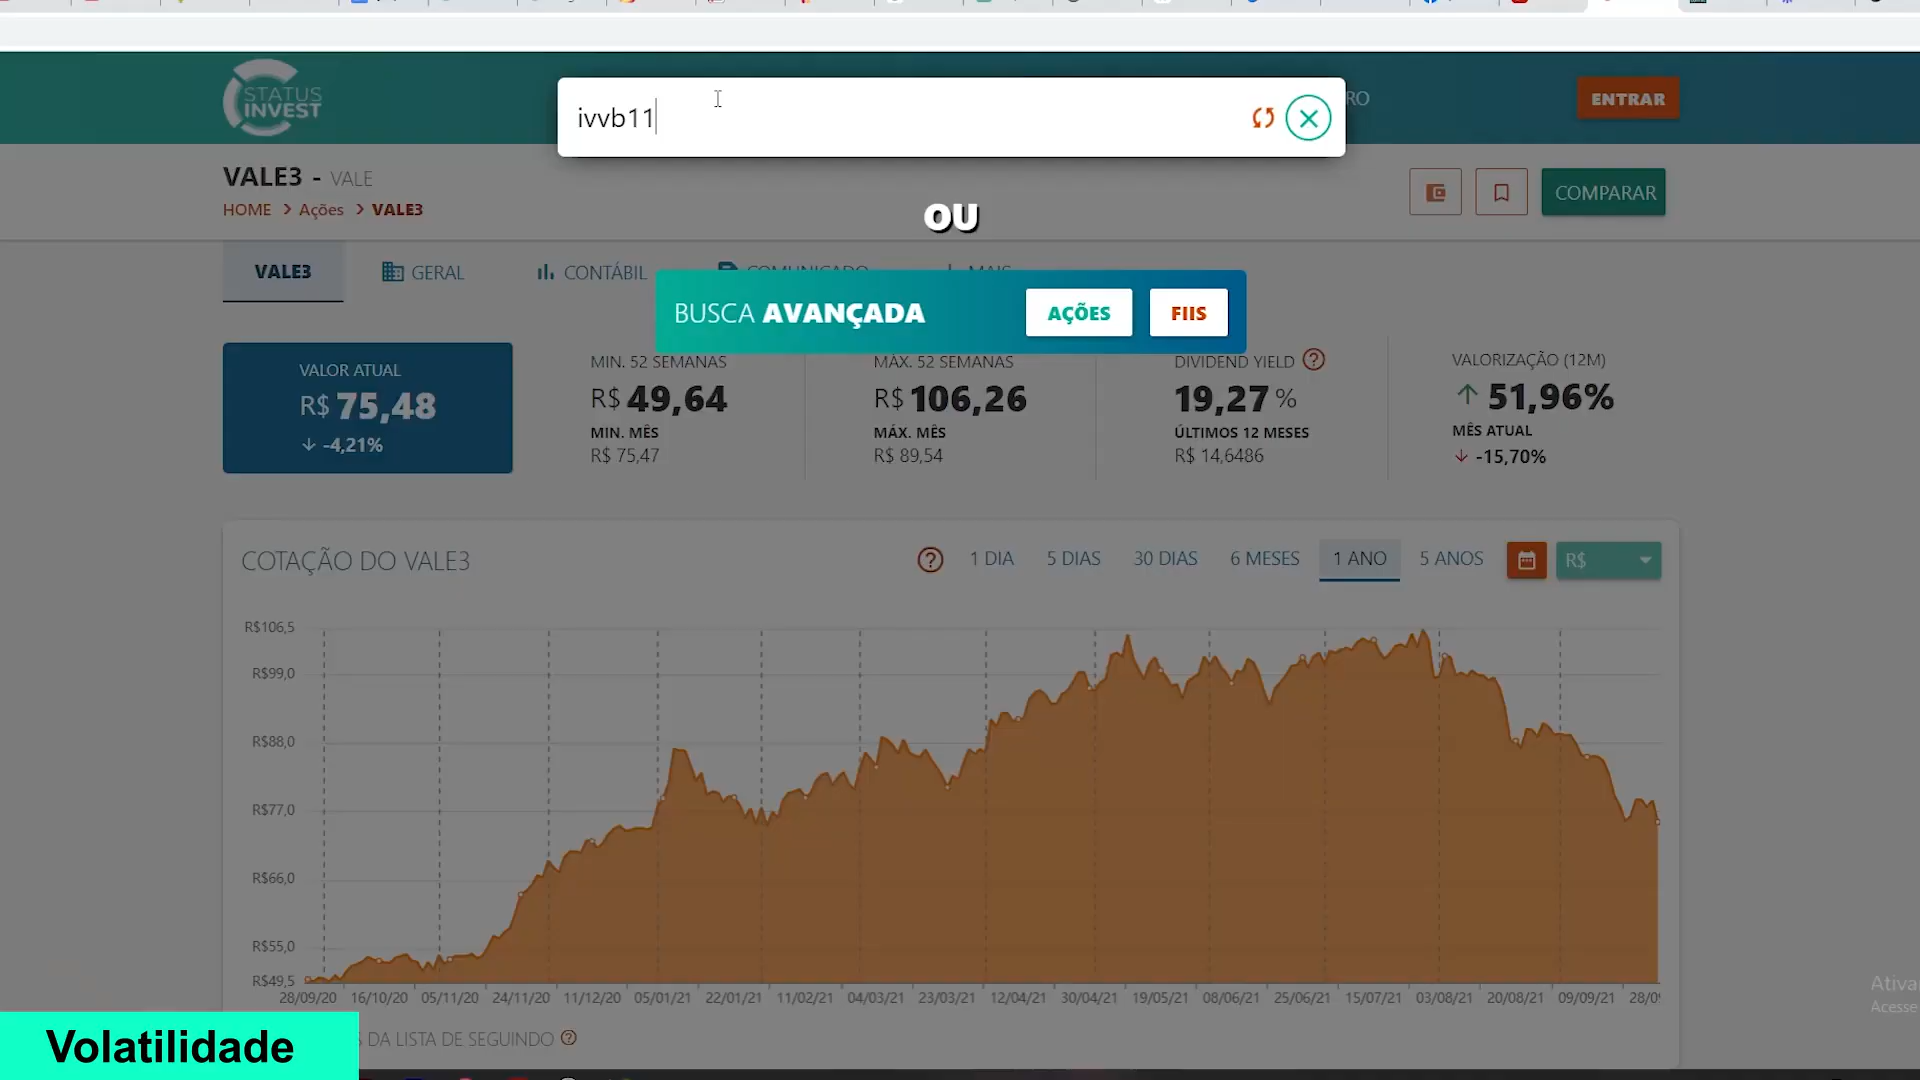 STATUS
INVEST
ivvb11
RO
ENTRAR
VALE3 - VALE
HOME > Ações > VALE3
COMPARAR
OU
VALE3
GERAL
CONTÁBIL
COMUNICADO
MAIS
BUSCA AVANÇADA
AÇÕES
FIIS
VALOR ATUAL
R$ 75,48
-4,21%
MIN. 52 SEMANAS
R$ 49,64
MIN. MÊS
R$ 75,47
MÁX. 52 SEMANAS
R$ 106,26
MÁX. MÊS
R$ 89,54
DIVIDEND YIELD ?
19,27 %
ÚLTIMOS 12 MESES
R$ 14,6486
VALORIZAÇÃO (12M)
51,96%
MÊS ATUAL
-15,70%
COTAÇÃO DO VALE3
? 1 DIA 5 DIAS 30 DIAS 6 MESES 1 ANO 5 ANOS R$
R$106,5
R$99,0
R$88,0
R$77,0
R$66,0
R$55,0
R$49,5
28/09/20 16/10/20 05/11/20 24/11/20 11/12/20 05/01/21 22/01/21 11/02/21 04/03/21 23/03/21 12/04/21 30/04/21 19/05/21 08/06/21 25/06/21 15/07/21 03/08/21 20/08/21 09/09/21 28/09
Ativa
Acesse
DA LISTA DE SEGUINDO ?
Volatilidade